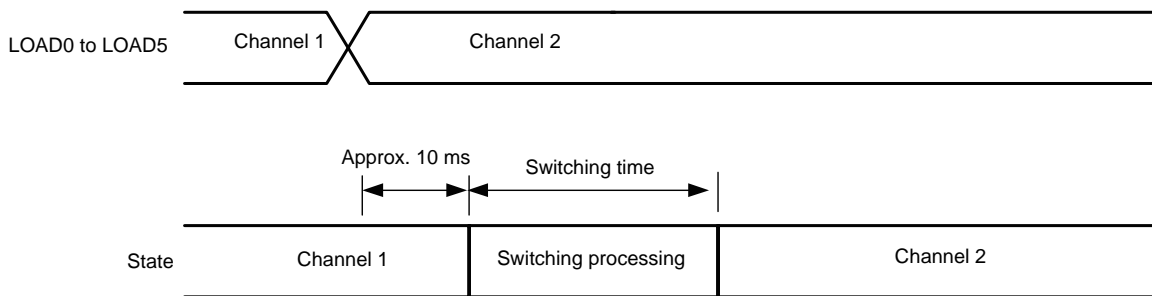 LOAD0 to LOAD5
Channel 1
Channel 2
Approx. 10 ms
Switching time
State
Channel 1
Switching processing
Channel 2